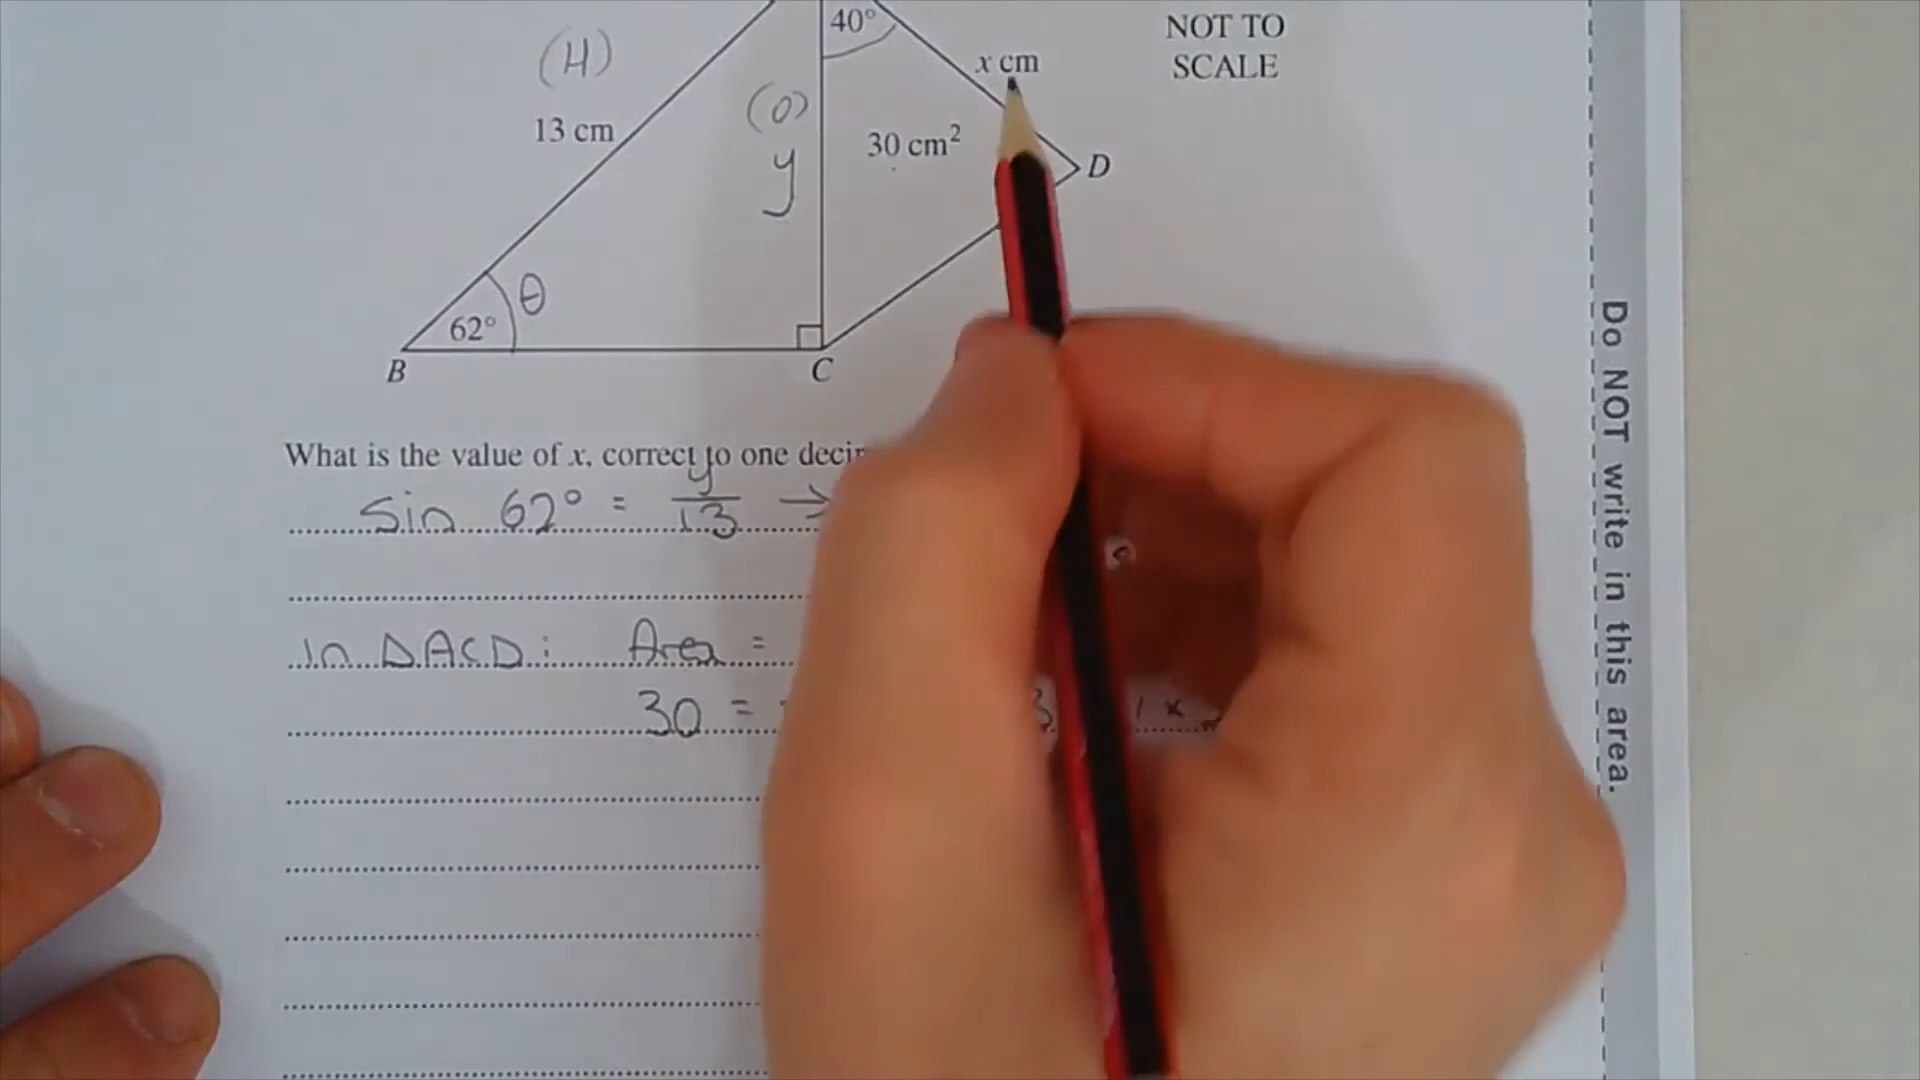 40°
NOT TO
SCALE
(H)
x cm
13 cm
(O)
y
30 cm²
D
62°
θ
B
C
What is the value of x, correct to one
sin 62° = y/13 →
In ΔACD: Area =
30 =
Do NOT write in this area.